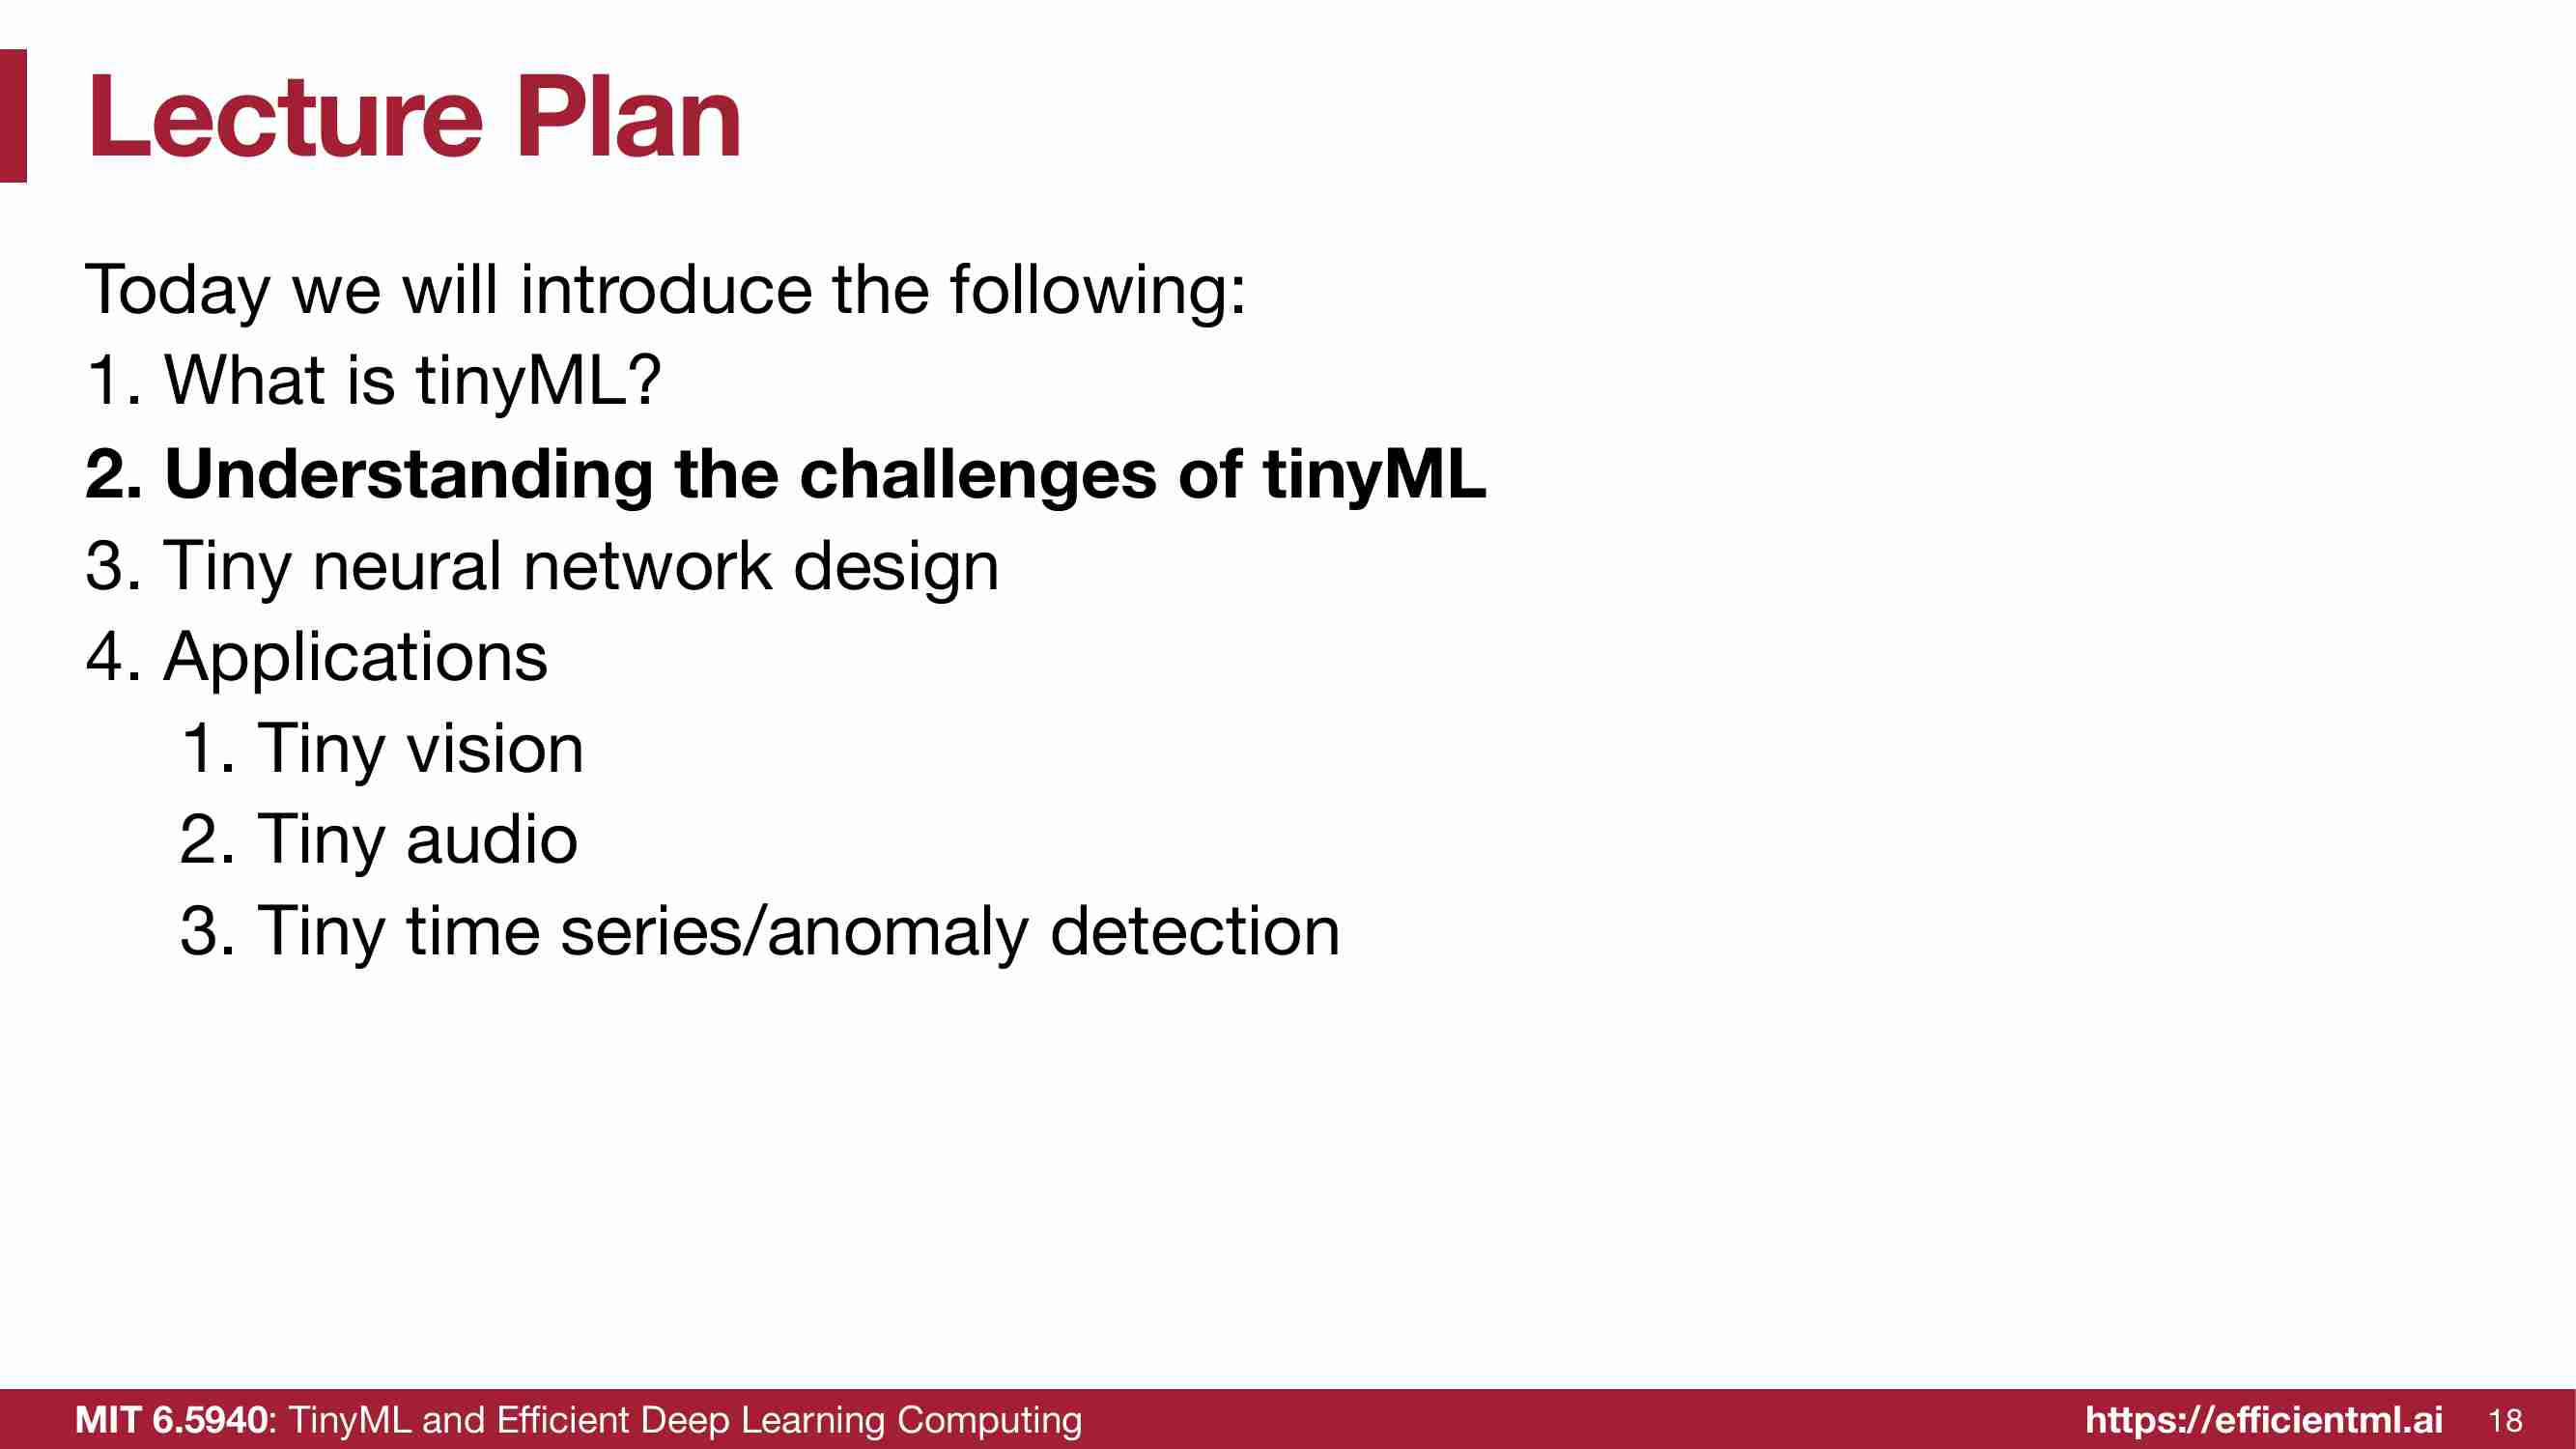 Lecture Plan
Today we will introduce the following:
1. What is tinyML?
2. Understanding the challenges of tinyML
3. Tiny neural network design
4. Applications
1. Tiny vision
2. Tiny audio
3. Tiny time series/anomaly detection
MIT 6.5940: TinyML and Efficient Deep Learning Computing
https://efficientml.ai 18